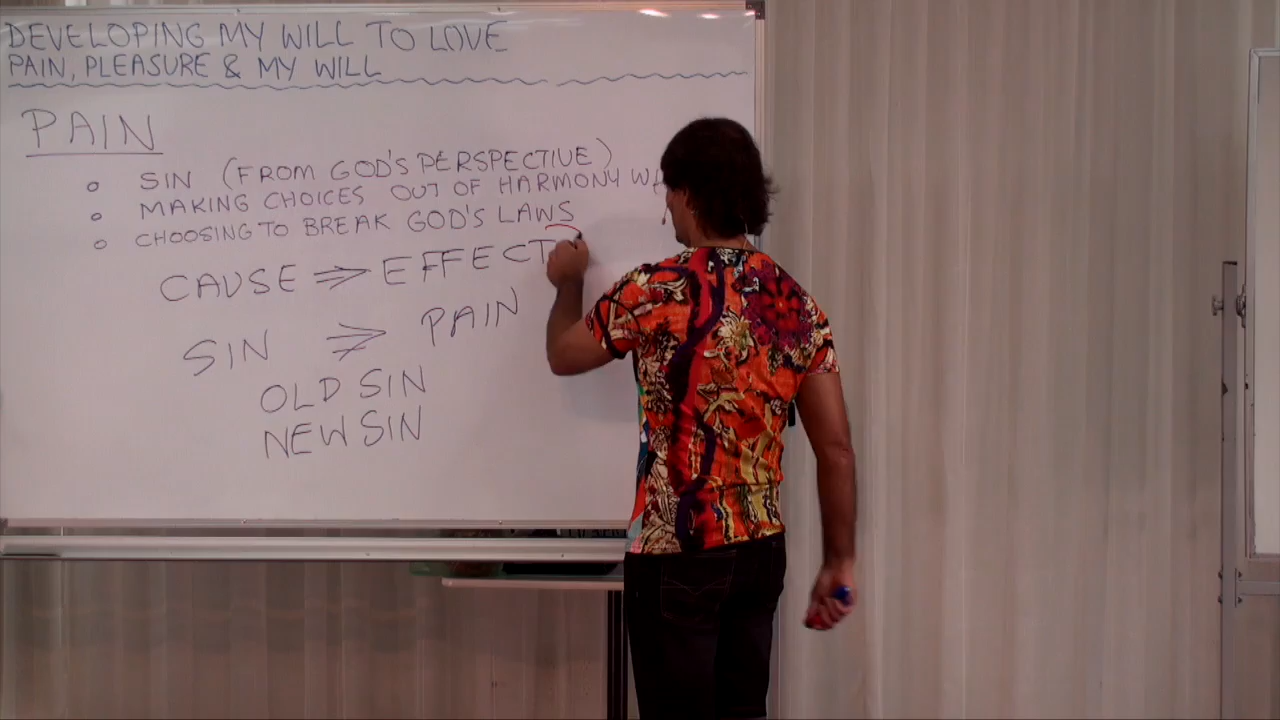 DEVELOPING MY WILL TO LOVE
PAIN, PLEASURE & MY WILL
PAIN
SIN (FROM GOD'S PERSPECTIVE)
MAKING CHOICES OUT OF HARMONY
CHOOSING TO BREAK GOD'S LAWS
CAUSE ⇒ EFFECT
SIN ⇒ PAIN
OLD SIN
NEW SIN